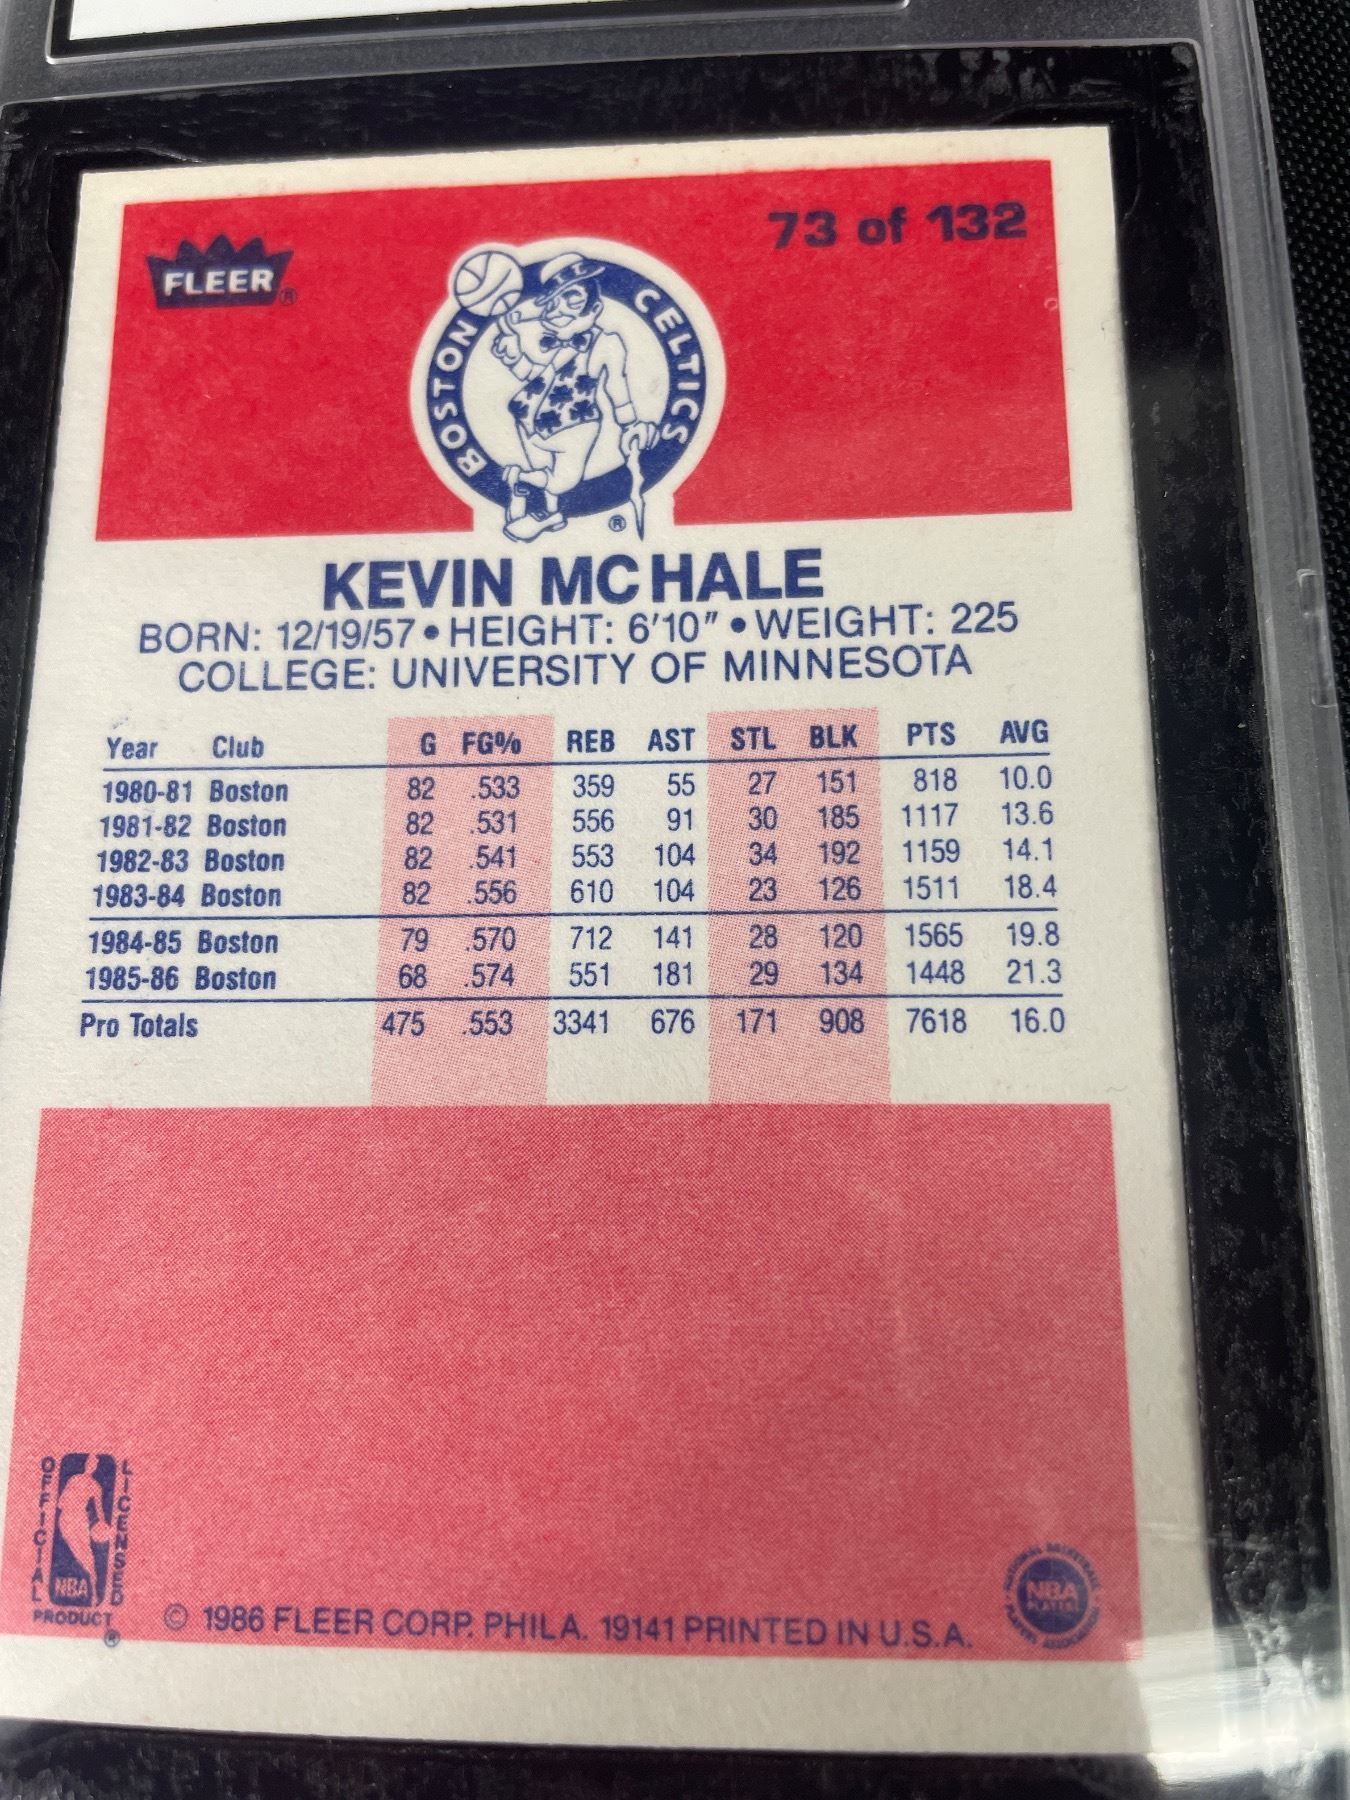 73 of 132
FLEER ®
BOSTON CELTICS
®
KEVIN MCHALE
BORN: 12/19/57 • HEIGHT: 6'10" • WEIGHT: 225
COLLEGE: UNIVERSITY OF MINNESOTA
Year Club G FG% REB AST STL BLK PTS AVG
1980-81 Boston 82 .533 359 55 27 151 818 10.0
1981-82 Boston 82 .531 556 91 30 185 1117 13.6
1982-83 Boston 82 .541 553 104 34 192 1159 14.1
1983-84 Boston 82 .556 610 104 23 126 1511 18.4
1984-85 Boston 79 .570 712 141 28 120 1565 19.8
1985-86 Boston 68 .574 551 181 29 134 1448 21.3
Pro Totals 475 .553 3341 676 171 908 7618 16.0
OFFICIAL LICENSED
NBA
PRODUCT
®
© 1986 FLEER CORP. PHILA. 19141 PRINTED IN U.S.A.
NATIONAL BASKETBALL
NBA
PLAYERS
PLAYERS ASSOCIATION